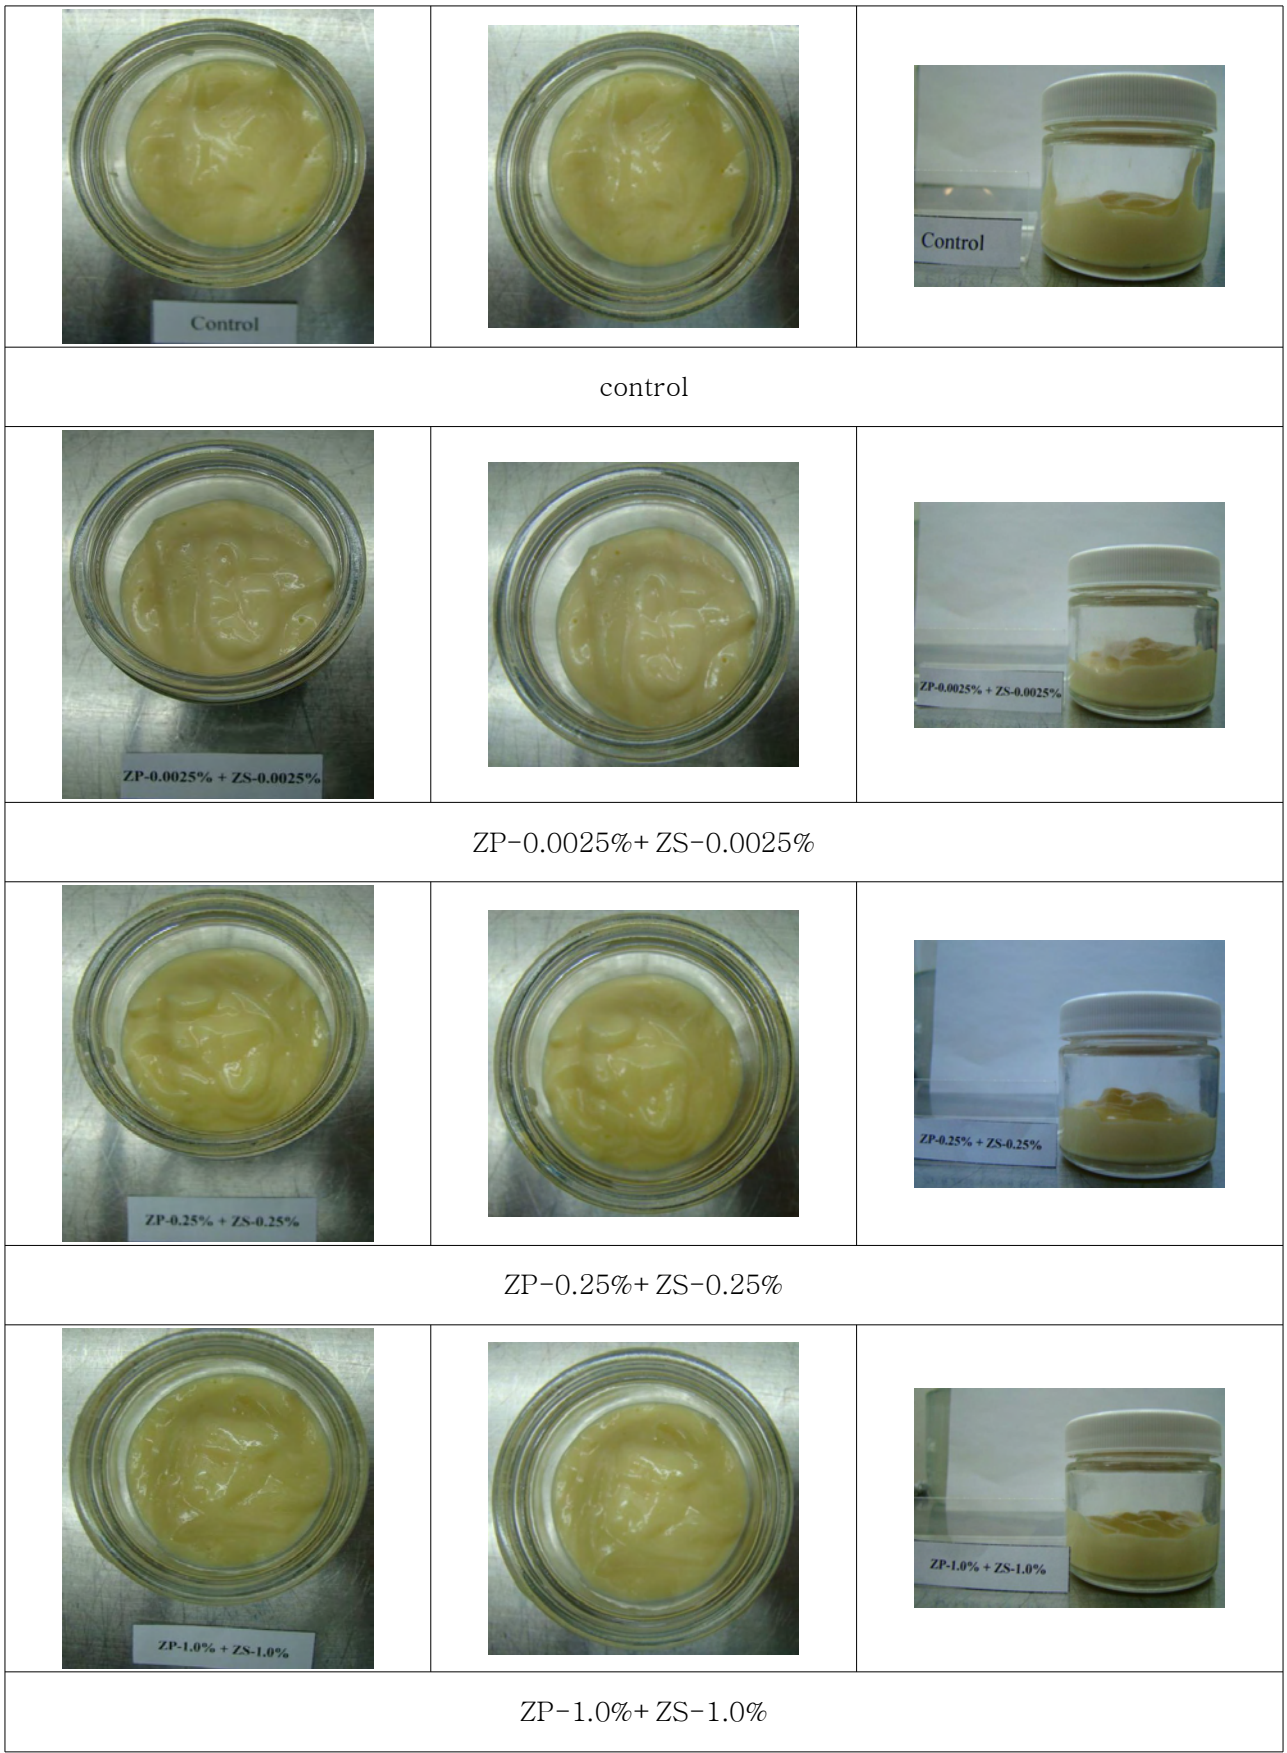 Control
Control
control
ZP-0.0025% + ZS-0.0025%
ZP-0.0025% + ZS-0.0025%
ZP-0.0025%+ ZS-0.0025%
ZP-0.25% + ZS-0.25%
ZP-0.25% + ZS-0.25%
ZP-0.25%+ ZS-0.25%
ZP-1.0% + ZS-1.0%
ZP-1.0% + ZS-1.0%
ZP-1.0%+ ZS-1.0%